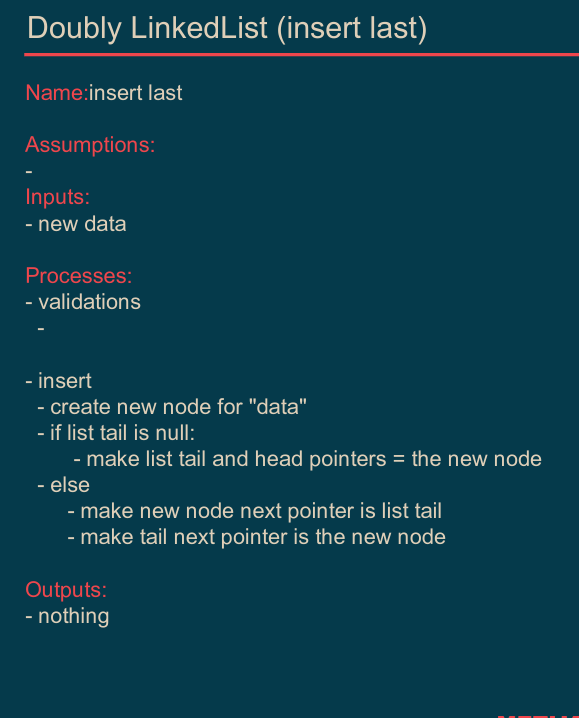 Doubly LinkedList (insert last)
Name:insert last
Assumptions:
-
Inputs:
- new data
Processes:
- validations
-
- insert
- create new node for "data"
- if list tail is null:
- make list tail and head pointers = the new node
- else
- make new node next pointer is list tail
- make tail next pointer is the new node
Outputs:
- nothing